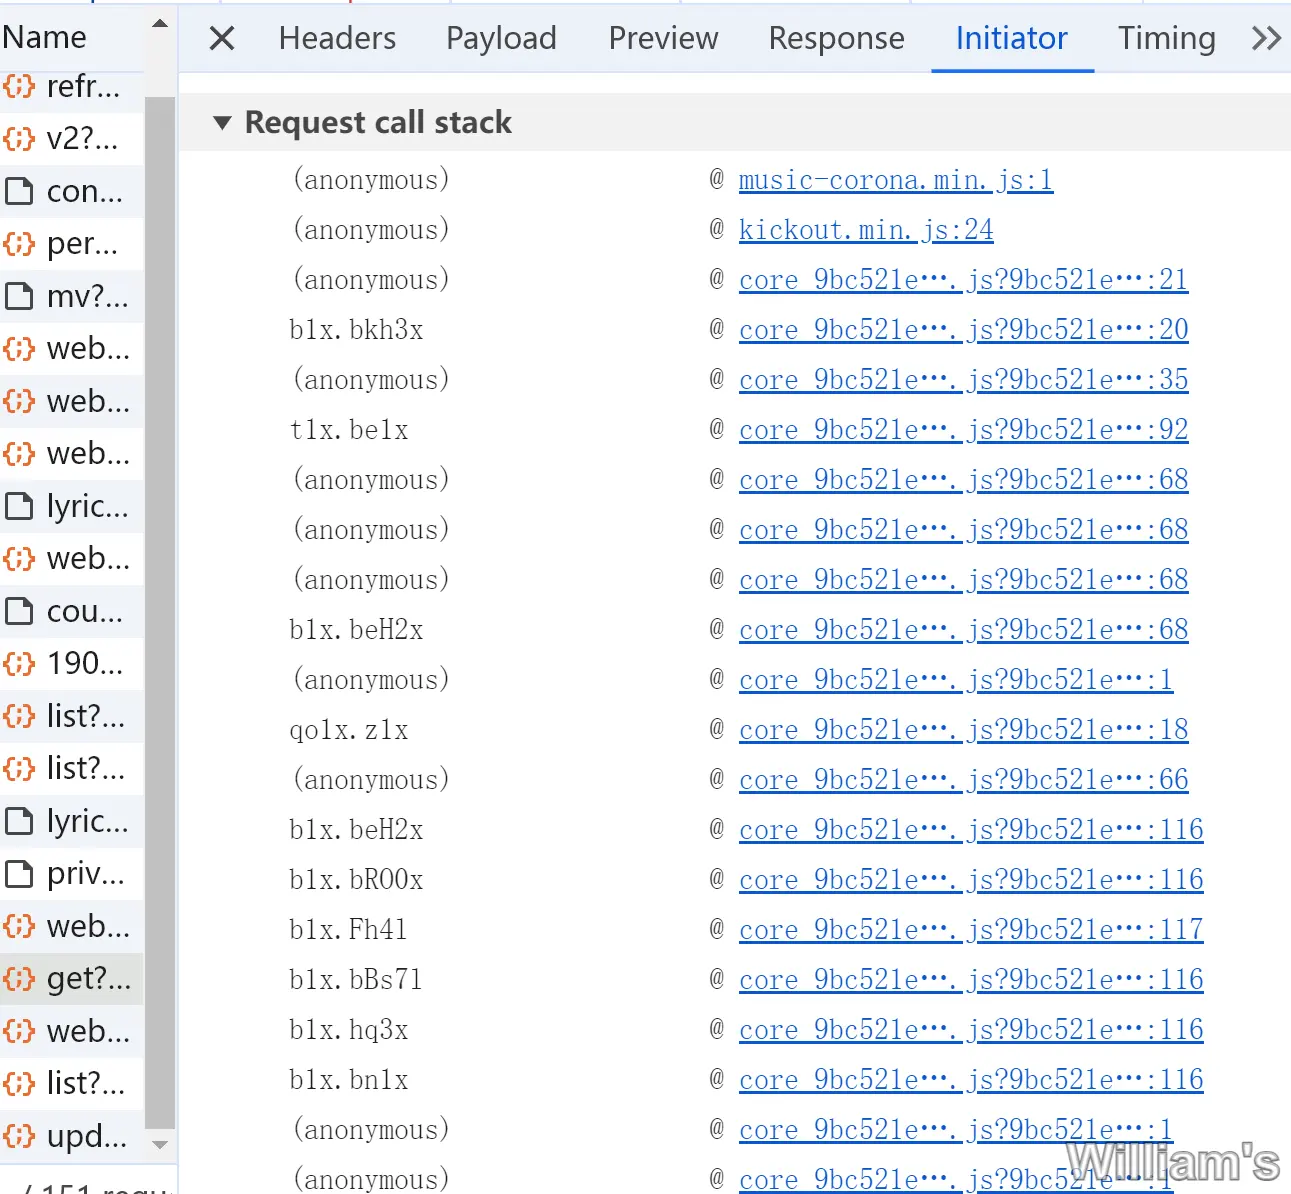 Name
refr...
v2?...
con...
per...
mv?...
web...
web...
web...
lyric...
web...
cou...
190...
list?...
list?...
lyric...
priv...
web...
get?...
web...
list?...
upd...
Headers Payload Preview Response Initiator Timing
Request call stack
(anonymous) @ music-corona.min.js:1
(anonymous) @ kickout.min.js:24
(anonymous) @ core_9bc521e….js?9bc521e…:21
b1x.bkh3x @ core_9bc521e….js?9bc521e…:20
(anonymous) @ core_9bc521e….js?9bc521e…:35
t1x.be1x @ core_9bc521e….js?9bc521e…:92
(anonymous) @ core_9bc521e….js?9bc521e…:68
(anonymous) @ core_9bc521e….js?9bc521e…:68
(anonymous) @ core_9bc521e….js?9bc521e…:68
b1x.beH2x @ core_9bc521e….js?9bc521e…:68
(anonymous) @ core_9bc521e….js?9bc521e…:1
qo1x.z1x @ core_9bc521e….js?9bc521e…:18
(anonymous) @ core_9bc521e….js?9bc521e…:66
b1x.beH2x @ core_9bc521e….js?9bc521e…:116
b1x.bRO0x @ core_9bc521e….js?9bc521e…:116
b1x.Fh4l @ core_9bc521e….js?9bc521e…:117
b1x.bBs7l @ core_9bc521e….js?9bc521e…:116
b1x.hq3x @ core_9bc521e….js?9bc521e…:116
b1x.bn1x @ core_9bc521e….js?9bc521e…:116
(anonymous) @ core_9bc521e….js?9bc521e…:1
(anonymous) @ core_9bc521e….js?9bc521e…:1
William's